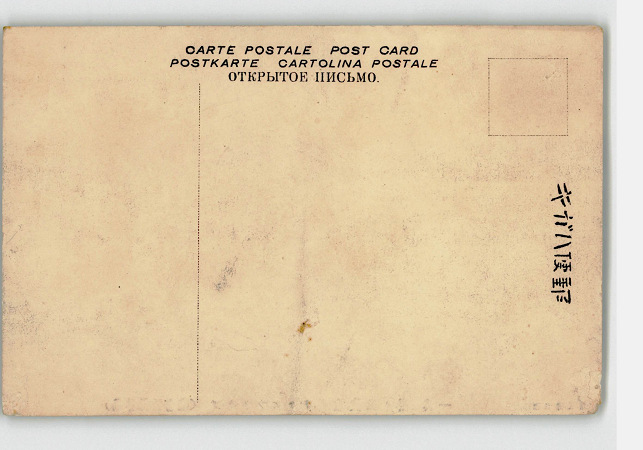 CARTE POSTALE POST CARD
POSTKARTE CARTOLINA POSTALE
ОТКРЫТОЕ ПИСЬМО.
郵便ハガキ